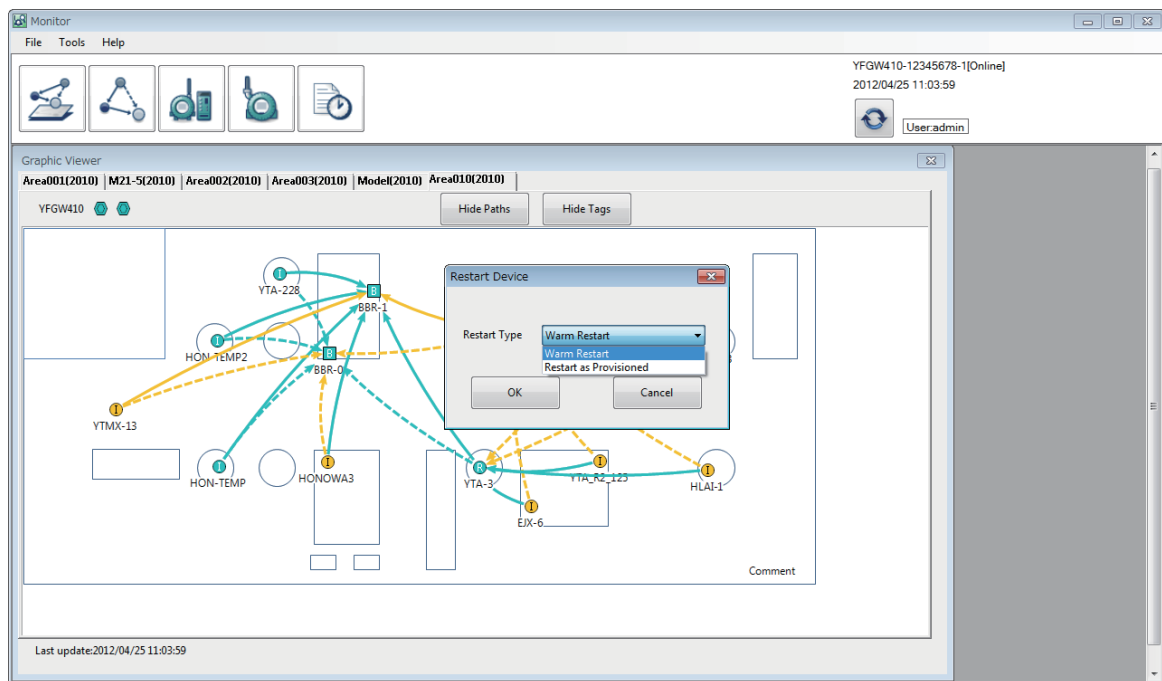 Monitor
File Tools Help
YFGW410-12345678-1[Online]
2012/04/25 11:03:59
User:admin
Graphic Viewer
Area001(2010) M21-5(2010) Area002(2010) Area003(2010) Model(2010) Area010(2010)
YFGW410 Hide Paths Hide Tags
I
YTA-228
B
BBR-1
I
HON-TEMP2
B
BBR-0
I
YTMX-13
I
HON-TEMP
I
HONOWA3
R
YTA-3
I
YTA_R2_123
I
HLAI-1
I
EJX-6
Restart Device
Restart Type Warm Restart
Warm Restart
Restart as Provisioned
OK Cancel
Comment
Last update:2012/04/25 11:03:59